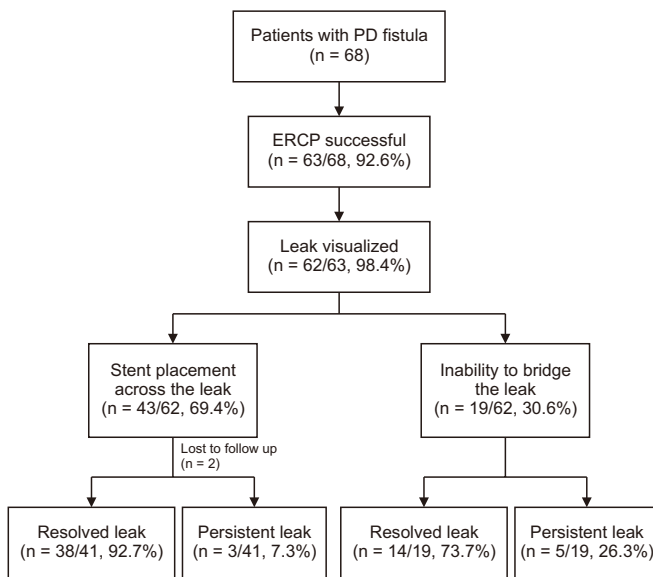 Patients with PD fistula
(n = 68)
ERCP successful
(n = 63/68, 92.6%)
Leak visualized
(n = 62/63, 98.4%)
Stent placement
across the leak
(n = 43/62, 69.4%)
Inability to bridge
the leak
(n = 19/62, 30.6%)
Lost to follow up
(n = 2)
Resolved leak
(n = 38/41, 92.7%)
Persistent leak
(n = 3/41, 7.3%)
Resolved leak
(n = 14/19, 73.7%)
Persistent leak
(n = 5/19, 26.3%)